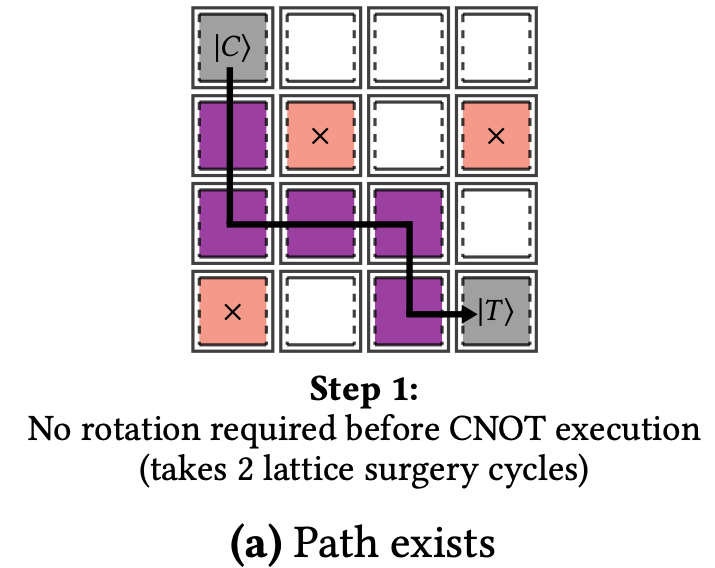 |C⟩
× ×
× |T⟩
Step 1:
No rotation required before CNOT execution
(takes 2 lattice surgery cycles)
(a) Path exists